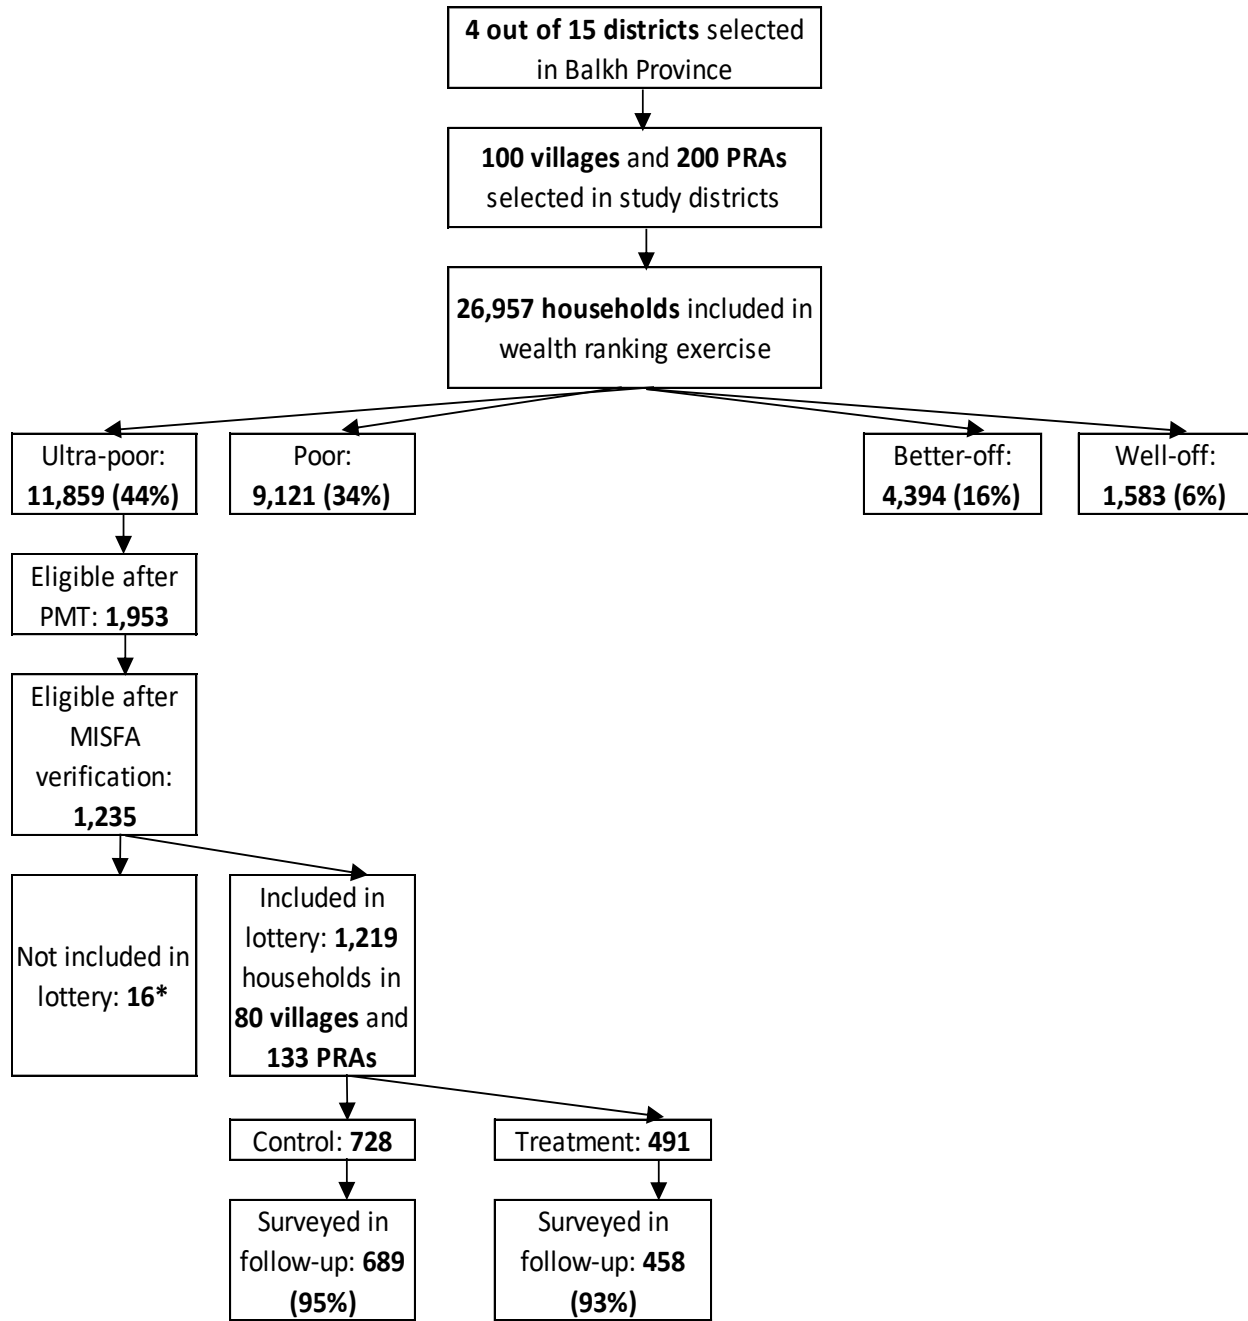 4 out of 15 districts selected
in Balkh Province
100 villages and 200 PRAs
selected in study districts
26,957 households included in
wealth ranking exercise
Ultra-poor:
11,859 (44%)
Poor:
9,121 (34%)
Better-off:
4,394 (16%)
Well-off:
1,583 (6%)
Eligible after
PMT: 1,953
Eligible after
MISFA
verification:
1,235
Not included in
lottery: 16*
Included in
lottery: 1,219
households in
80 villages and
133 PRAs
Control: 728
Treatment: 491
Surveyed in
follow-up: 689
(95%)
Surveyed in
follow-up: 458
(93%)